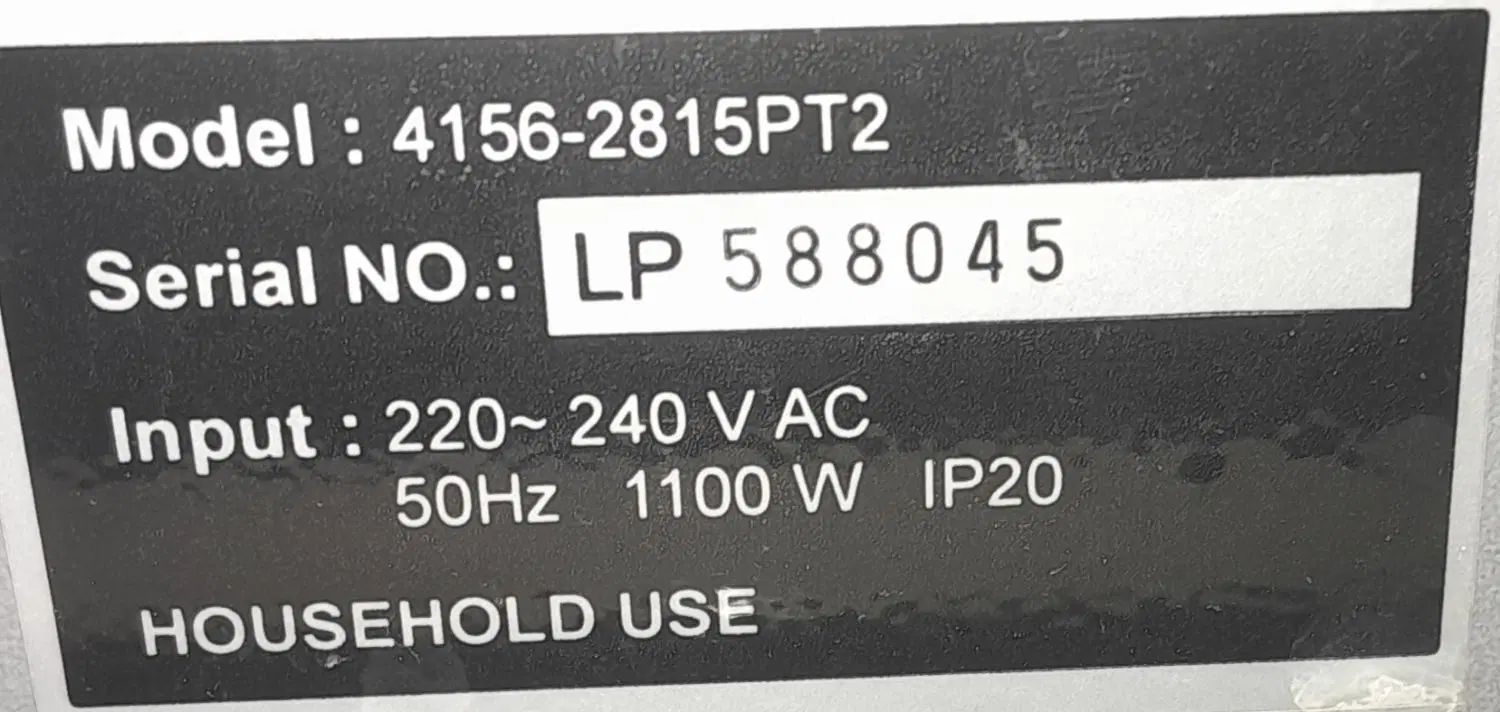 Model : 4156-2815PT2
Serial NO.: LP 588045
Input : 220~ 240 V AC
50Hz 1100 W IP20
HOUSEHOLD USE